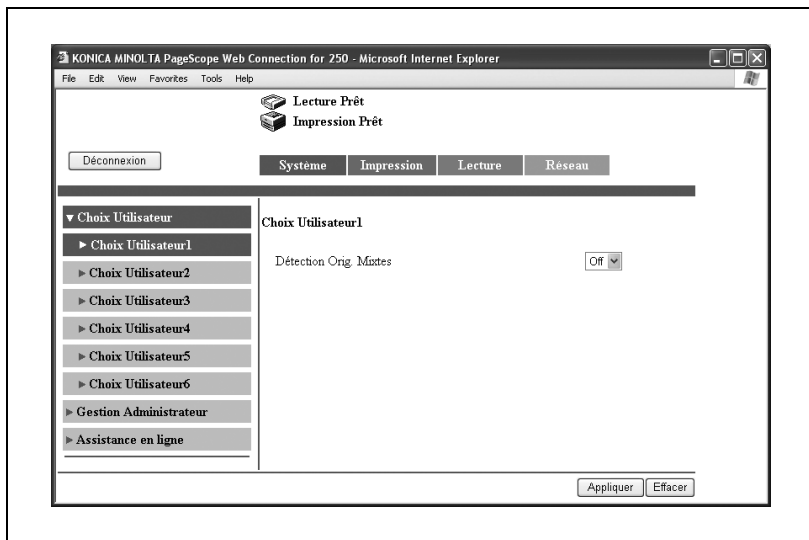 KONICA MINOLTA PageScope Web Connection for 250 - Microsoft Internet Explorer
File Edit View Favorites Tools Help
Lecture Prêt
Impression Prêt
Déconnexion
Système Impression Lecture Réseau
Choix Utilisateur
Choix Utilisateur1
Choix Utilisateur2
Choix Utilisateur3
Choix Utilisateur4
Choix Utilisateur5
Choix Utilisateur6
Gestion Administrateur
Assistance en ligne
Choix Utilisateur1
Détection Orig. Mixtes Off
Appliquer Effacer